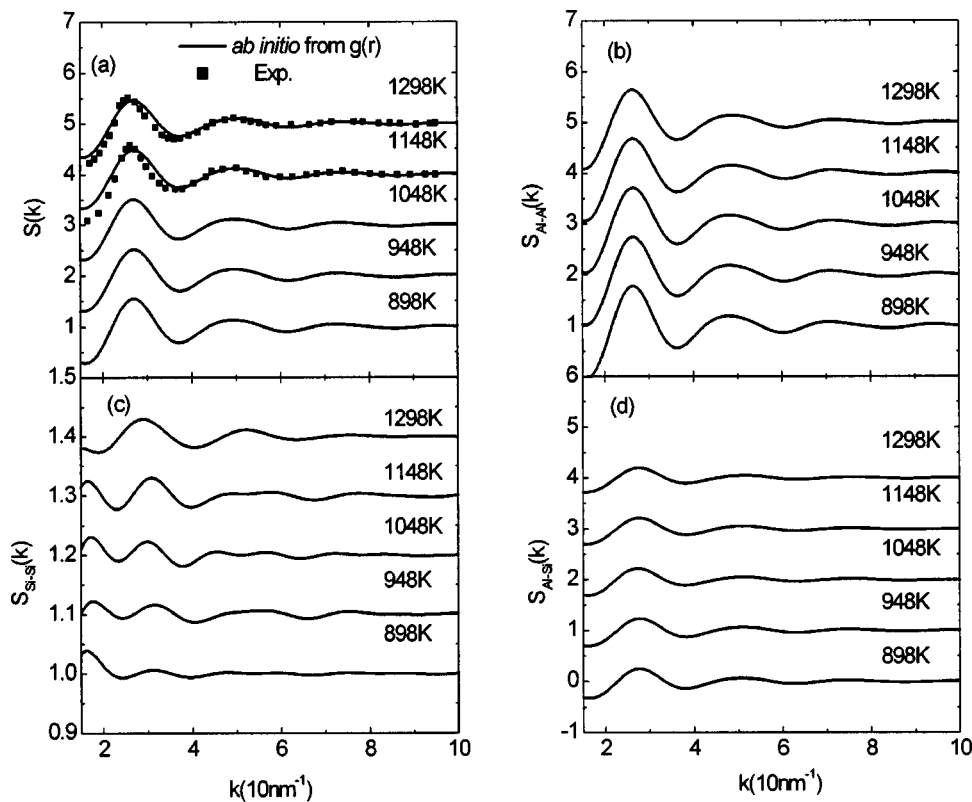 (a)
ab initio from g(r)
Exp.
1298K
1148K
1048K
948K
898K
S(k)
7
6
5
4
3
2
1
(b)
1298K
1148K
1048K
948K
898K
S_Al-Al(k)
7
6
5
4
3
2
1
(c)
1298K
1148K
1048K
948K
898K
S_Si-Si(k)
1.5
1.4
1.3
1.2
1.1
1.0
0.9
2 4 6 8 10
k(10nm⁻¹)
(d)
1298K
1148K
1048K
948K
898K
S_Al-Si(k)
6
5
4
3
2
1
0
-1
2 4 6 8 10
k(10nm⁻¹)